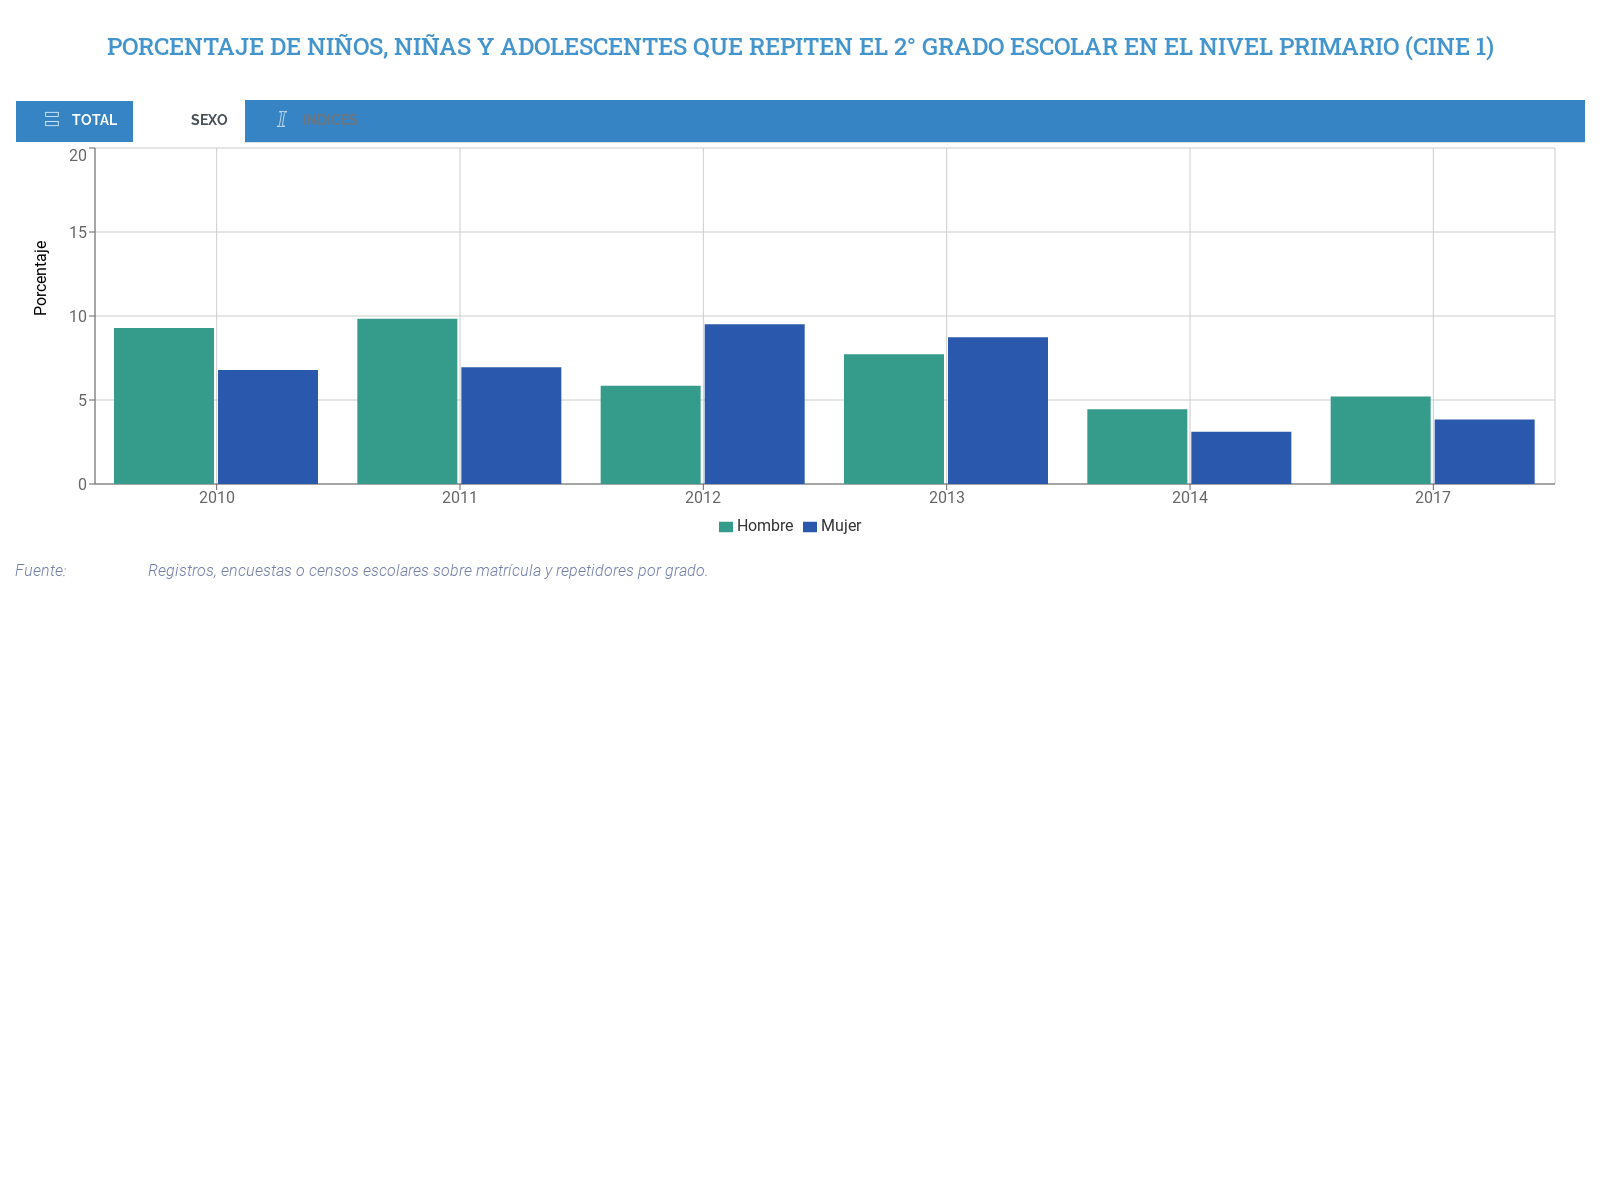 PORCENTAJE DE NIÑOS, NIÑAS Y ADOLESCENTES QUE REPITEN EL 2° GRADO ESCOLAR EN EL NIVEL PRIMARIO (CINE 1)
TOTAL SEXO INDICES
20
15
10
5
0
Porcentaje
2010 2011 2012 2013 2014 2017
Hombre Mujer
Fuente: Registros, encuestas o censos escolares sobre matrícula y repetidores por grado.